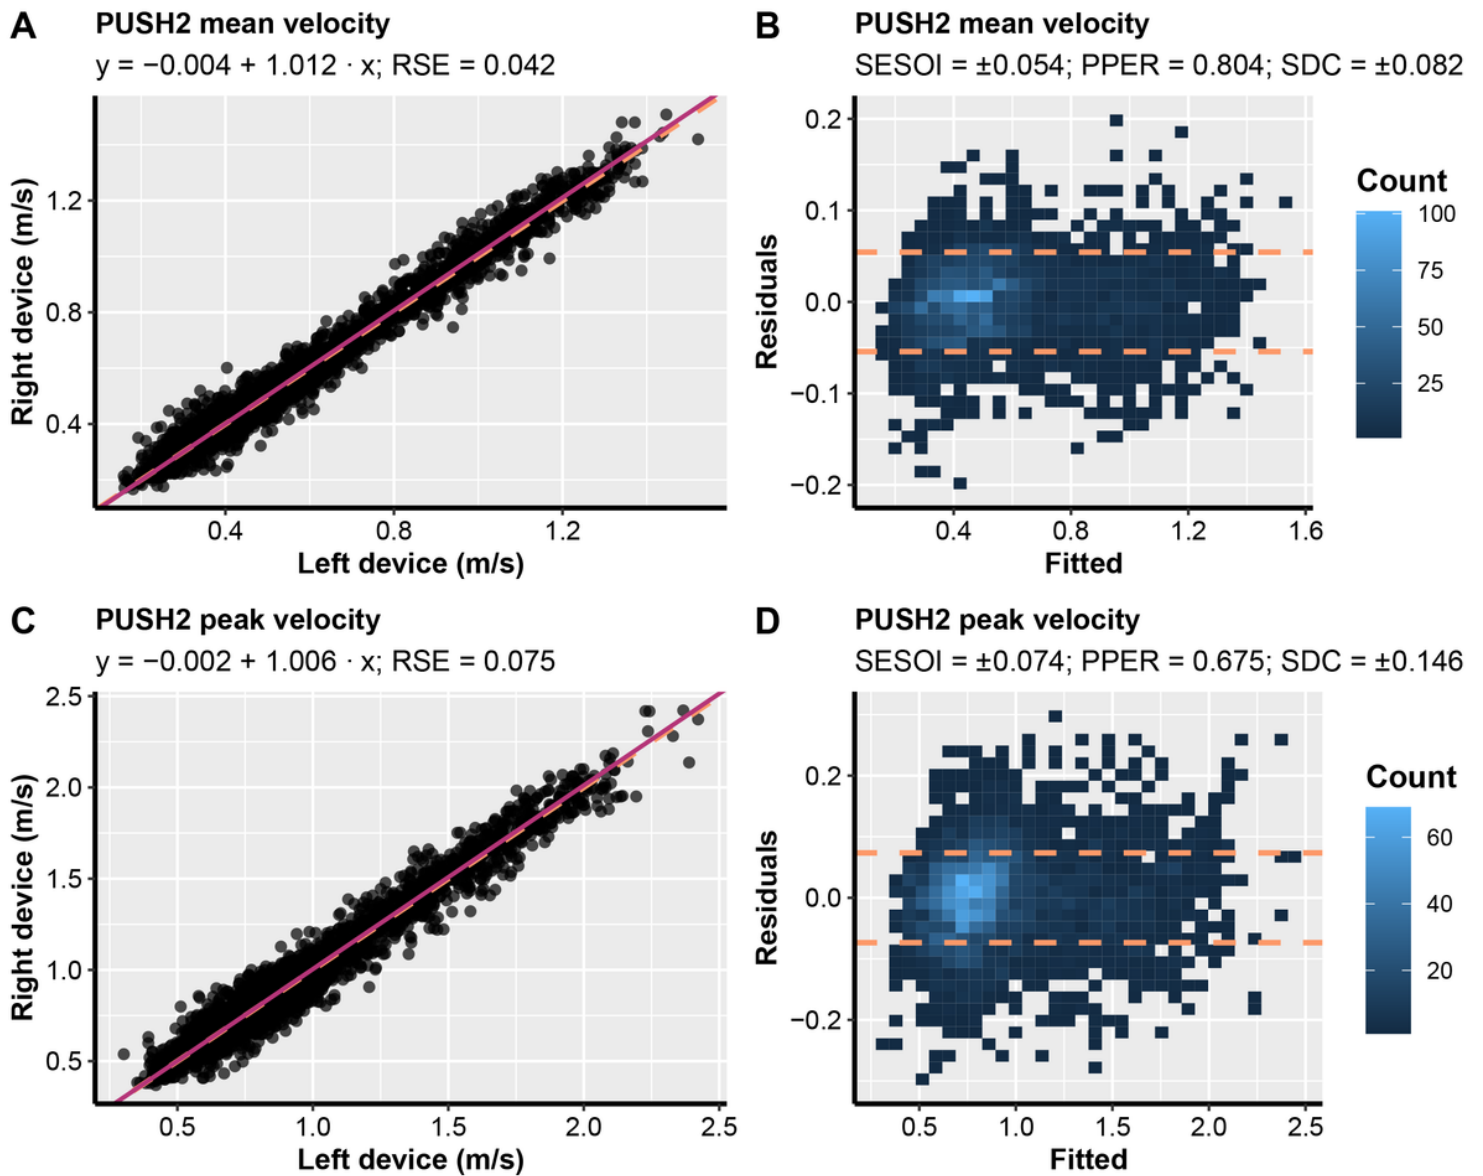 A
PUSH2 mean velocity
y = −0.004 + 1.012 · x; RSE = 0.042
1.2
0.8
0.4
Right device (m/s)
0.4
0.8
1.2
Left device (m/s)
B
PUSH2 mean velocity
SESOI = ±0.054; PPER = 0.804; SDC = ±0.082
0.2
0.1
0.0
−0.1
−0.2
Residuals
0.4
0.8
1.2
1.6
Fitted
Count
100
75
50
25
C
PUSH2 peak velocity
y = −0.002 + 1.006 · x; RSE = 0.075
2.5
2.0
1.5
1.0
0.5
Right device (m/s)
0.5
1.0
1.5
2.0
2.5
Left device (m/s)
D
PUSH2 peak velocity
SESOI = ±0.074; PPER = 0.675; SDC = ±0.146
0.2
0.0
−0.2
Residuals
0.5
1.0
1.5
2.0
2.5
Fitted
Count
60
40
20